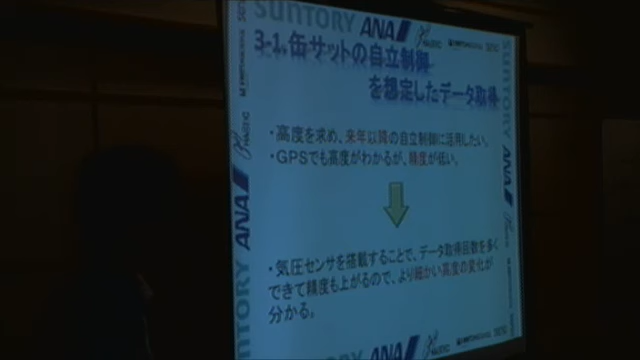 SUNTORY ANA
3-1.缶サットの自立制御
を想定したデータ取得
・高度を求め、来年以降の自立制御に活用したい。
・GPSでも高度がわかるが、精度が低い。
・気圧センサを搭載することで、データ取得回数を多く
できて精度も上がるので、より細かい高度の変化が
分かる。
SUNTORY ANA
SUNTORY ANA
ANA